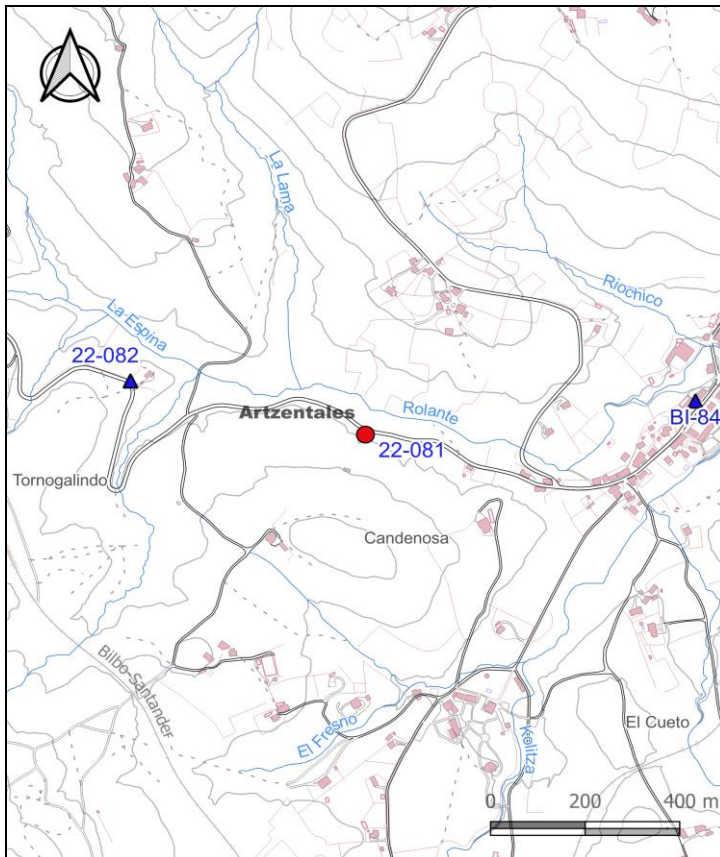 La Lama
Riochico
La Espina
22-082
Artzentales
Rolante
BI-84
22-081
Tornogalindo
Candenosa
Bilbo-Santander
El Fresno
Kolitza
El Cueto
0 200 400 m